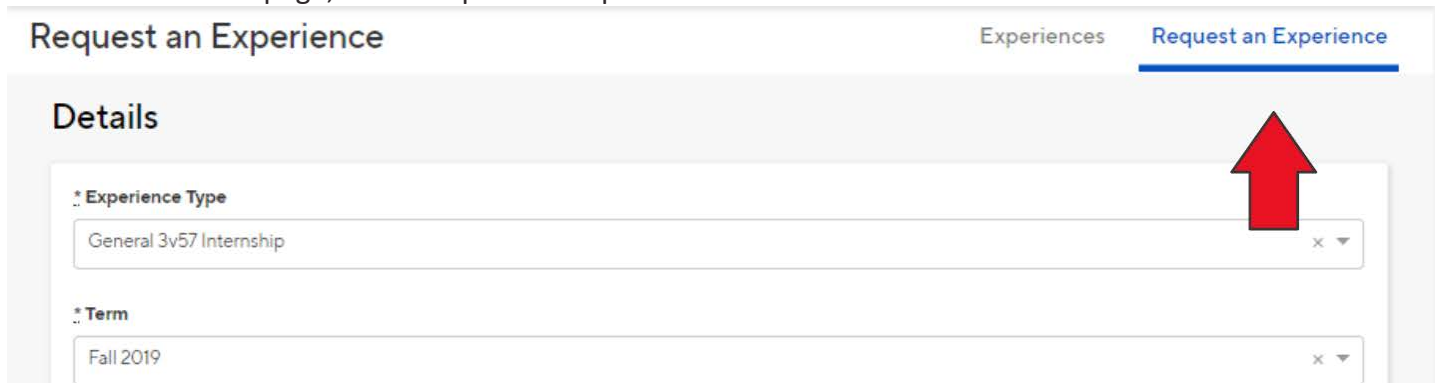 Request an Experience
Experiences
Request an Experience
Details
* Experience Type
General 3v57 Internship
* Term
Fall 2019